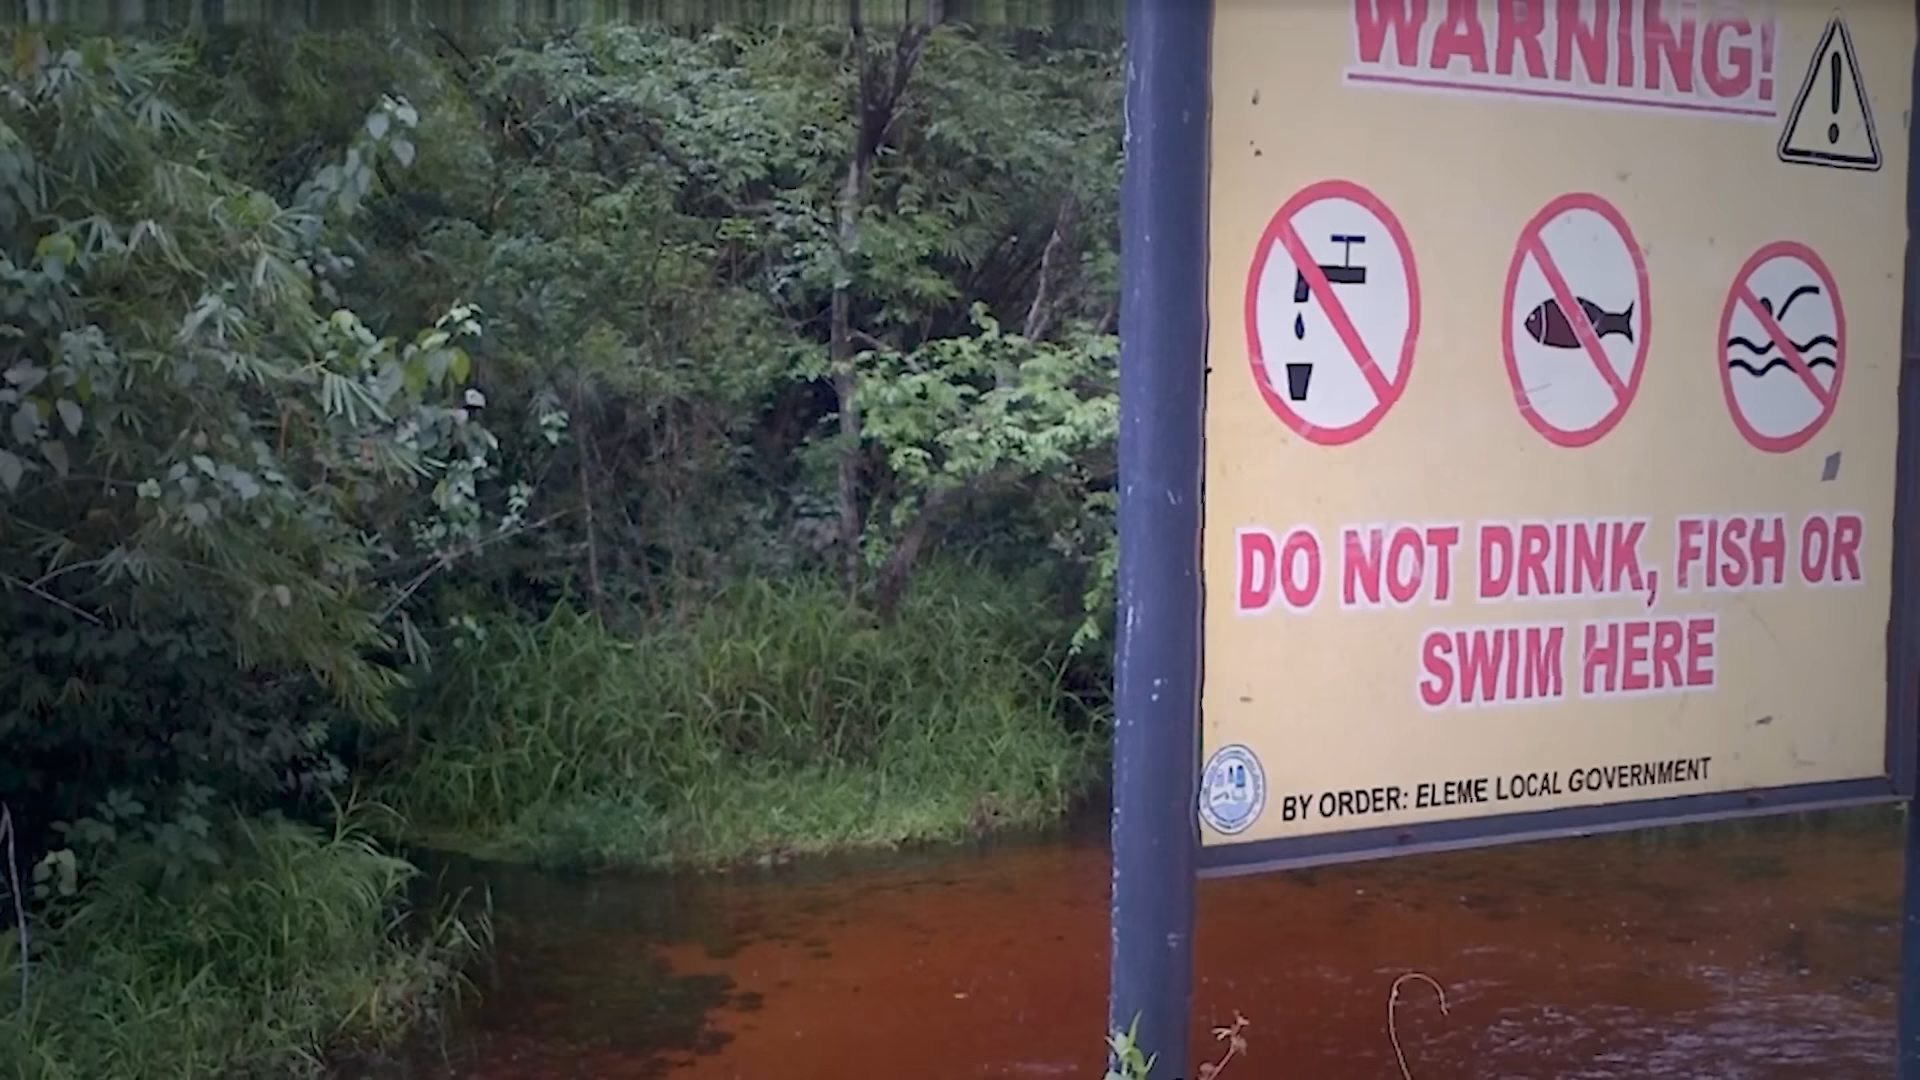 WARNING!
DO NOT DRINK, FISH OR
SWIM HERE
BY ORDER: ELEME LOCAL GOVERNMENT